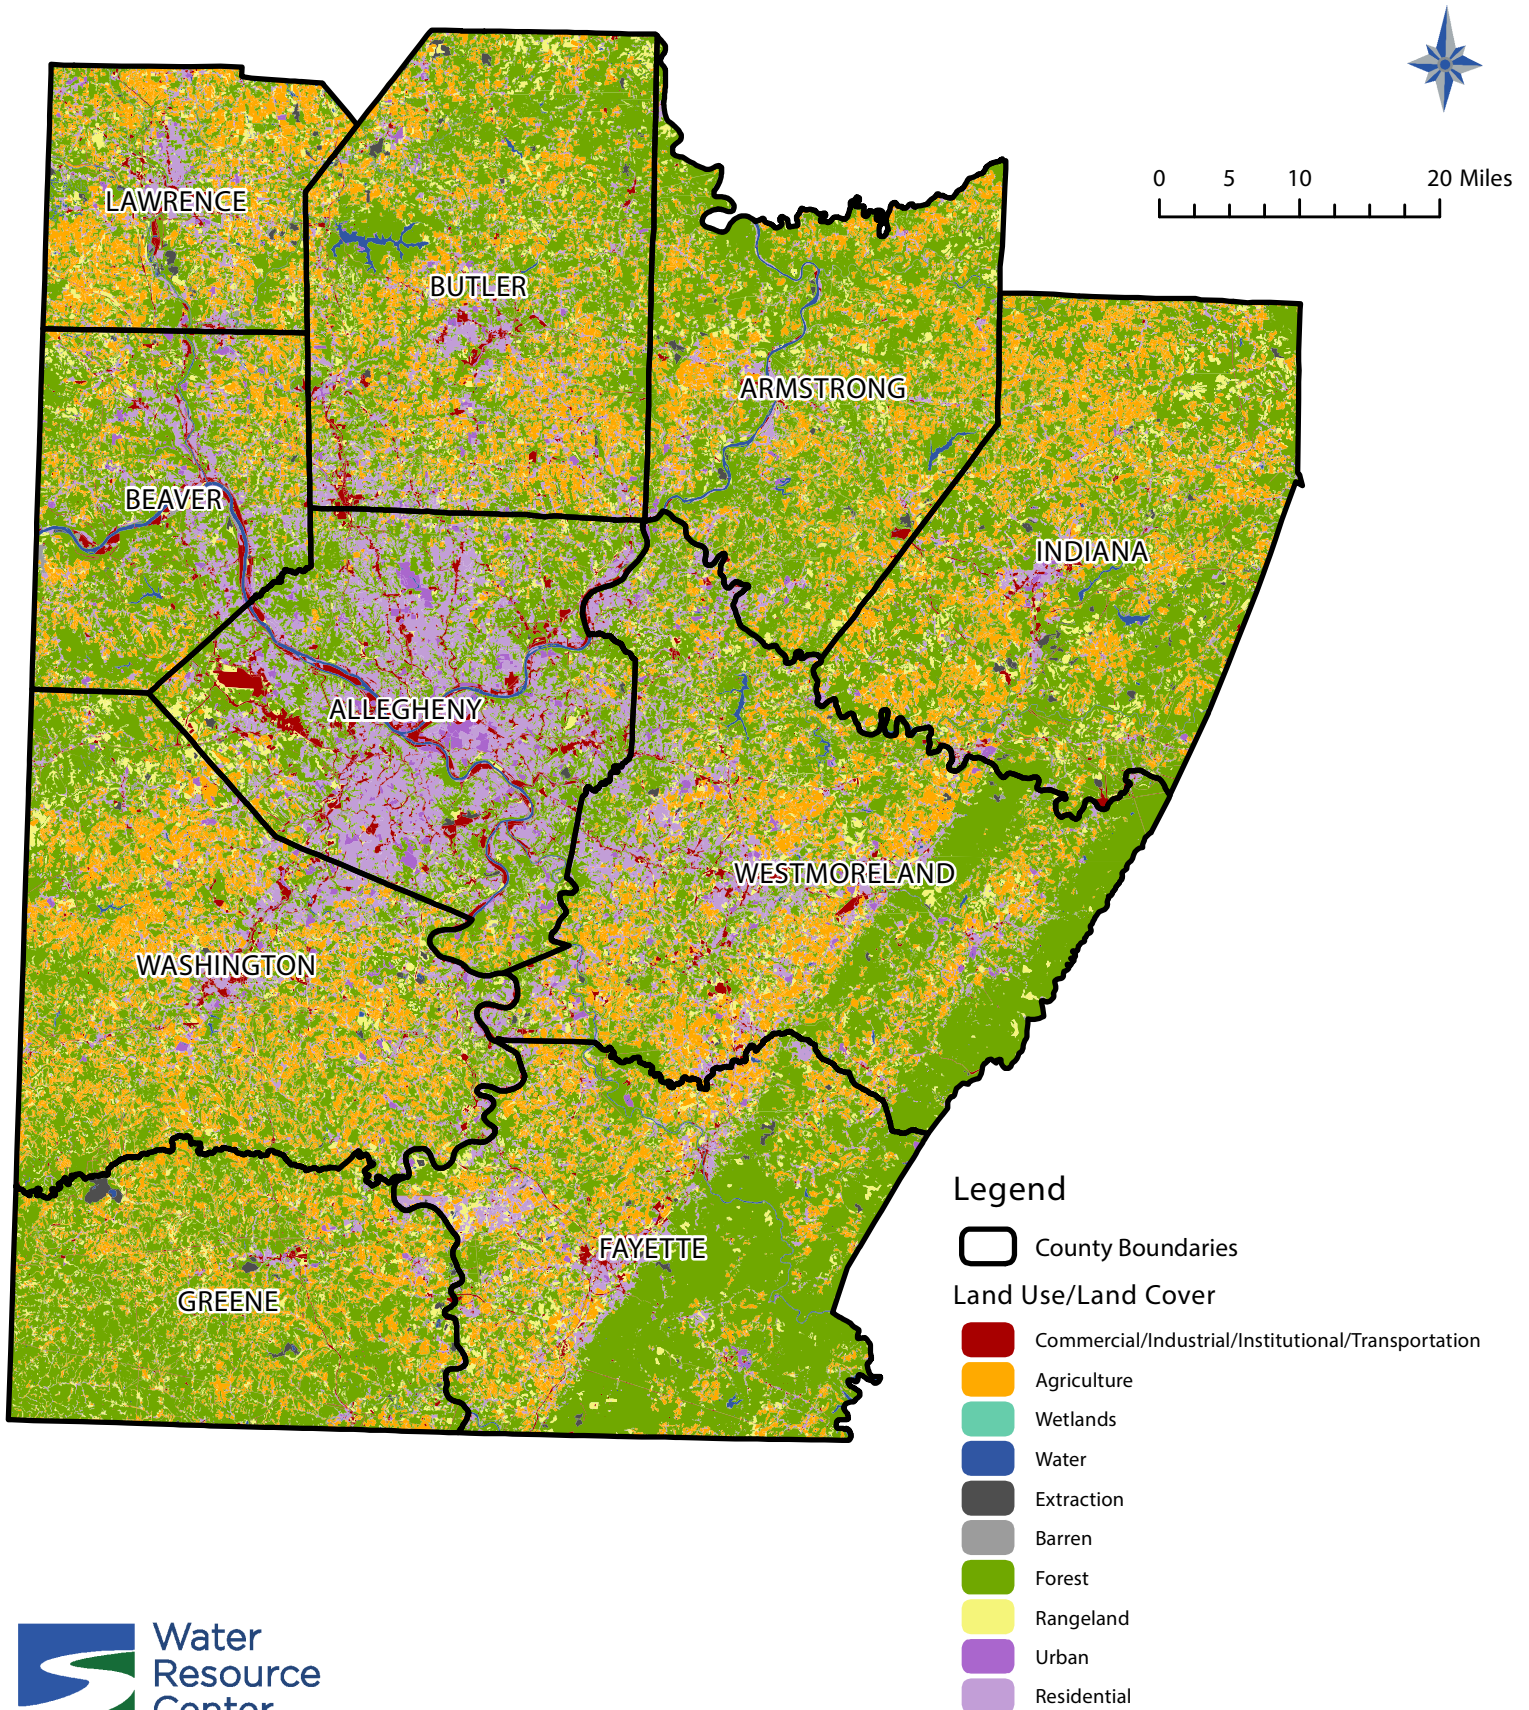 0 5 10 20 Miles
LAWRENCE
BUTLER
ARMSTRONG
BEAVER
INDIANA
ALLEGHENY
WESTMORELAND
WASHINGTON
FAYETTE
GREENE
Legend
County Boundaries
Land Use/Land Cover
Commercial/Industrial/Institutional/Transportation
Agriculture
Wetlands
Water
Extraction
Barren
Forest
Rangeland
Urban
Residential
Water
Resource
Center